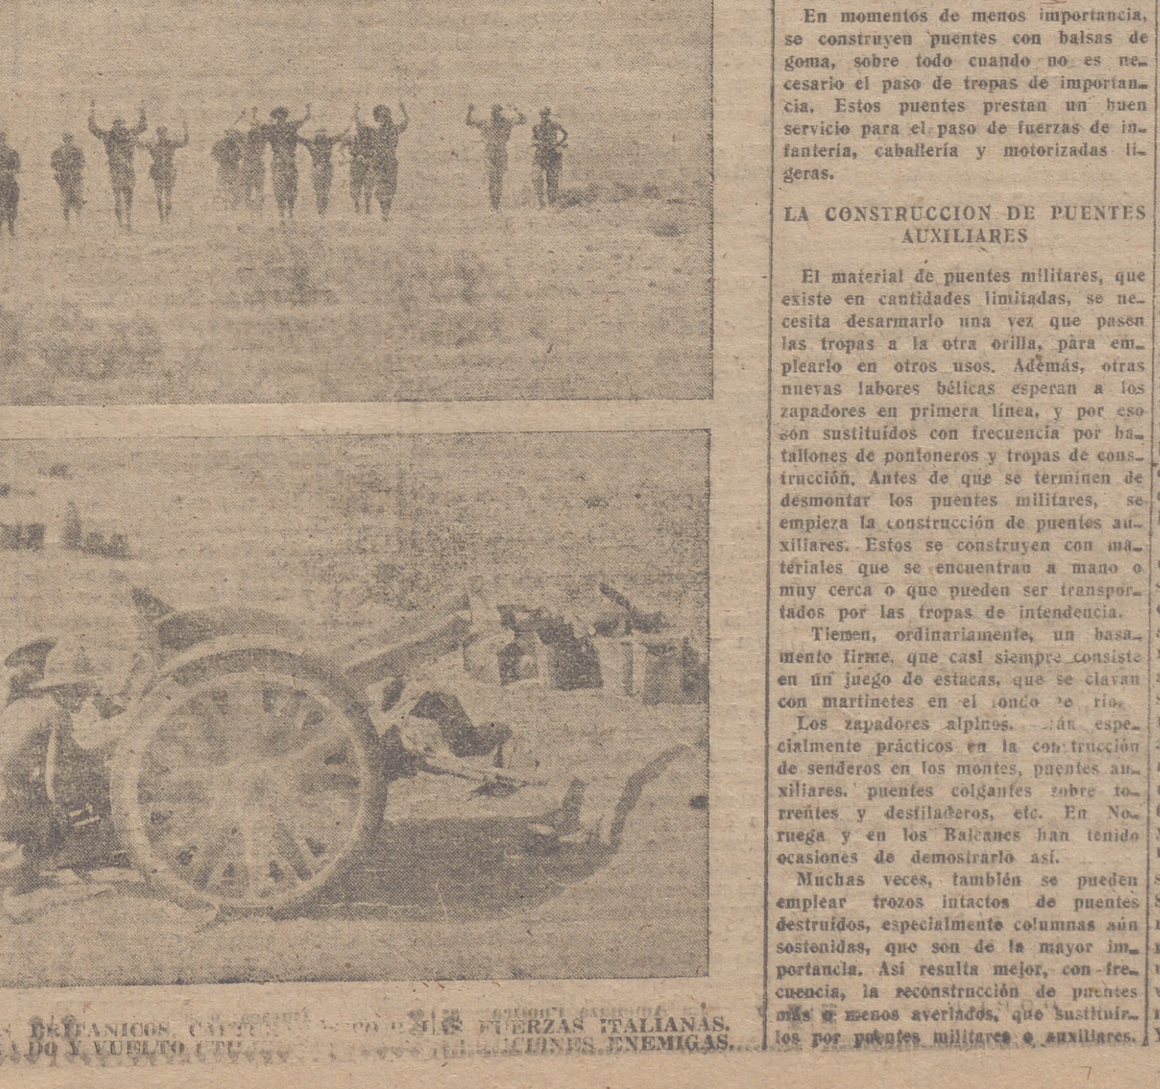 En momentos de menos importancia,
se construyen puentes con balsas de
goma, sobre todo cuando no es ne-
cesario el paso de tropas de importan-
cia. Estos puentes prestan un buen
servicio para el paso de fuerzas de in-
fantería, caballería y motorizadas li-
geras.
LA CONSTRUCCION DE PUENTES
AUXILIARES
El material de puentes militares, que
existe en cantidades limitadas, se ne-
cesita desarmarlo una vez que pasen
las tropas a la otra orilla, para em-
plearlo en otros usos. Además, otras
nuevas labores bélicas esperan a los
zapadores en primera línea, y por eso
son sustituídos con frecuencia por ba-
tallones de pontoneros y tropas de cons-
trucción. Antes de que se terminen de
desmontar los puentes militares, se
empieza la construcción de puentes au-
xiliares. Estos se construyen con ma-
teriales que se encuentran a mano o
muy cerca o que pueden ser transpor-
tados por las tropas de intendencia.
Tienen, ordinariamente, un basa-
mento firme, que casi siempre consiste
en un juego de estacas, que se clavan
con martinetes en el fondo río.
Los zapadores alpinos, espe-
cialmente prácticos en la construcción
de senderos en los montes, puentes au-
xiliares, puentes colgantes sobre to-
rrentes y desfiladeros, etc. En No-
ruega y en los Balcanes han tenido
ocasiones de demostrarlo así.
Muchas veces, también se pueden
emplear trozos intactos de puentes
destruídos, especialmente columnas aún
sostenidas, que son de la mayor im-
portancia. Así resulta mejor, con fre-
cuencia, la reconstrucción de puentes
más o menos averiados, que sustituir-
los por puentes militares o auxiliares.
BRITANICOS, FUERZAS ITALIANAS.
Y VUELTO ENEMIGAS.